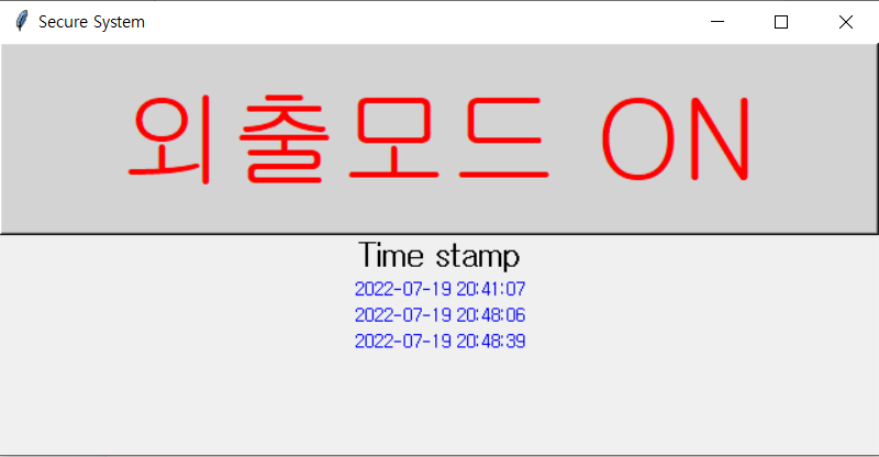 Secure System
외출모드 ON
Time stamp
2022-07-19 20:41:07
2022-07-19 20:48:06
2022-07-19 20:48:39